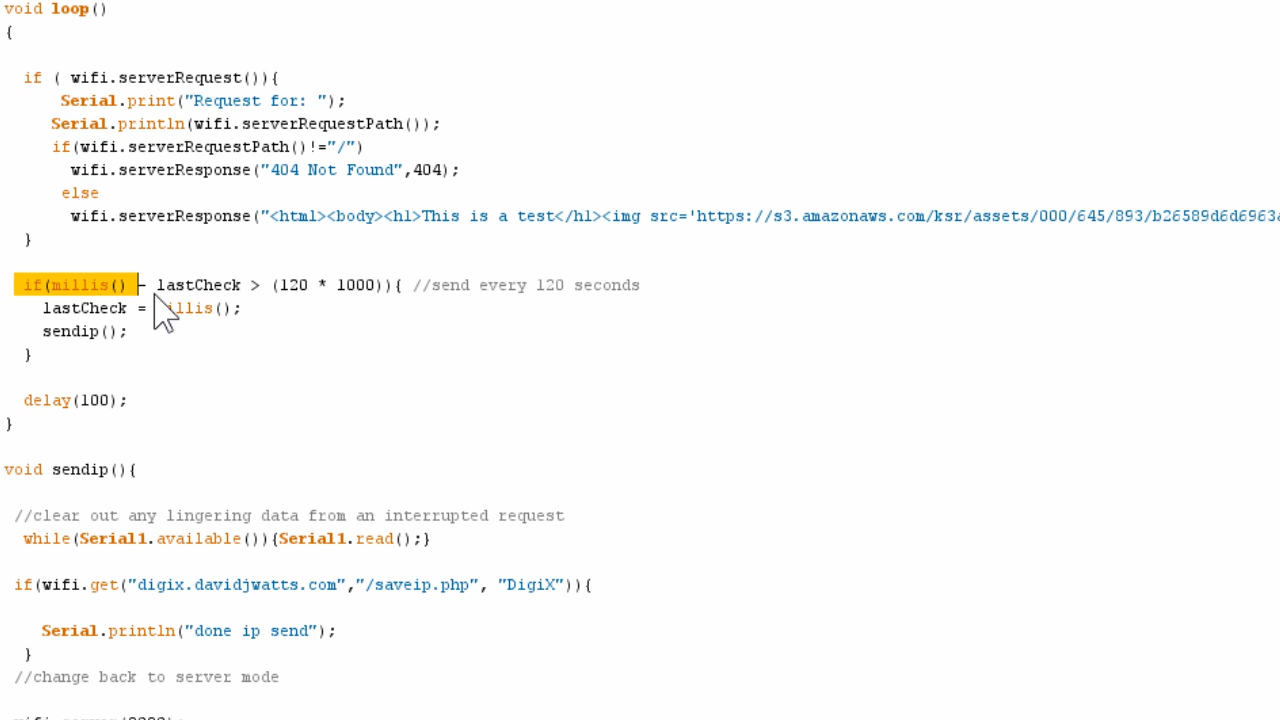 void loop()
{
if ( wifi.serverRequest()){
Serial.print("Request for: ");
Serial.println(wifi.serverRequestPath());
if(wifi.serverRequestPath()!="/")
wifi.serverResponse("404 Not Found",404);
else
wifi.serverResponse("<html><body><h1>This is a test</h1><img src='https://s3.amazonaws.com/ksr/assets/000/645/893/b26589d6d6963a
}
if(millis() - lastCheck > (120 * 1000)){ //send every 120 seconds
lastCheck = millis();
sendip();
}
delay(100);
}
void sendip(){
//clear out any lingering data from an interrupted request
while(Serial1.available()){Serial1.read();}
if(wifi.get("digix.davidjwatts.com","/saveip.php", "DigiX")){
Serial.println("done ip send");
}
//change back to server mode